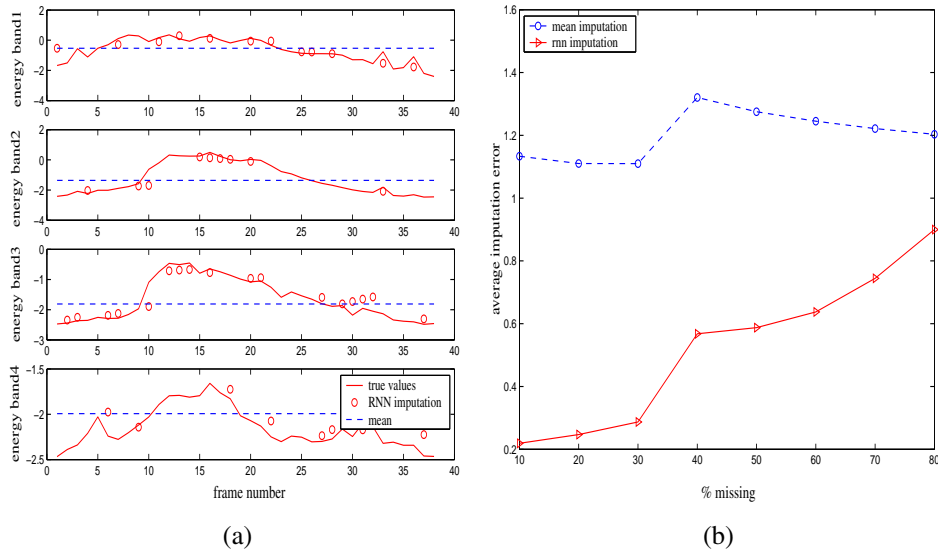 energy band1
2
0
−2
−4
0 5 10 15 20 25 30 35 40
energy band2
2
0
−2
−4
0 5 10 15 20 25 30 35 40
energy band3
0
−1
−2
−3
0 5 10 15 20 25 30 35 40
energy band4
−1.5
−2
−2.5
0 5 10 15 20 25 30 35 40
true values
RNN imputation
mean
frame number
(a)
average imputation error
1.6
1.4
1.2
1
0.8
0.6
0.4
0.2
10 20 30 40 50 60 70 80
mean imputation
rnn imputation
% missing
(b)